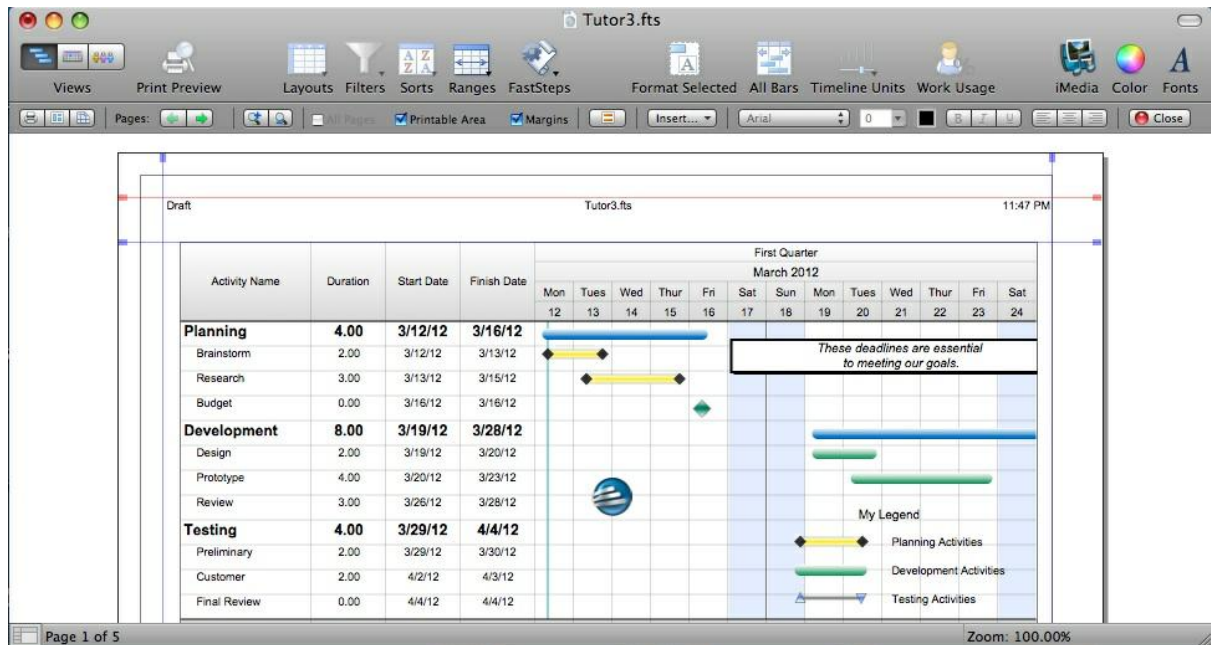 Tutor3.fts
Views Print Preview Layouts Filters Sorts Ranges FastSteps Format Selected All Bars Timeline Units Work Usage iMedia Color Fonts
Pages: All Pages Printable Area Margins Insert... Arial 0 B I U Close
Draft Tutor3.fts 11:47 PM
First Quarter
March 2012
Activity Name Duration Start Date Finish Date
Mon Tues Wed Thur Fri Sat Sun Mon Tues Wed Thur Fri Sat
12 13 14 15 16 17 18 19 20 21 22 23 24
Planning 4.00 3/12/12 3/16/12
These deadlines are essential
to meeting our goals.
Brainstorm 2.00 3/12/12 3/13/12
Research 3.00 3/13/12 3/15/12
Budget 0.00 3/16/12 3/16/12
Development 8.00 3/19/12 3/28/12
Design 2.00 3/19/12 3/20/12
Prototype 4.00 3/20/12 3/23/12
Review 3.00 3/26/12 3/28/12
My Legend
Testing 4.00 3/29/12 4/4/12
Planning Activities
Preliminary 2.00 3/29/12 3/30/12
Development Activities
Customer 2.00 4/2/12 4/3/12
Testing Activities
Final Review 0.00 4/4/12 4/4/12
Page 1 of 5 Zoom: 100.00%